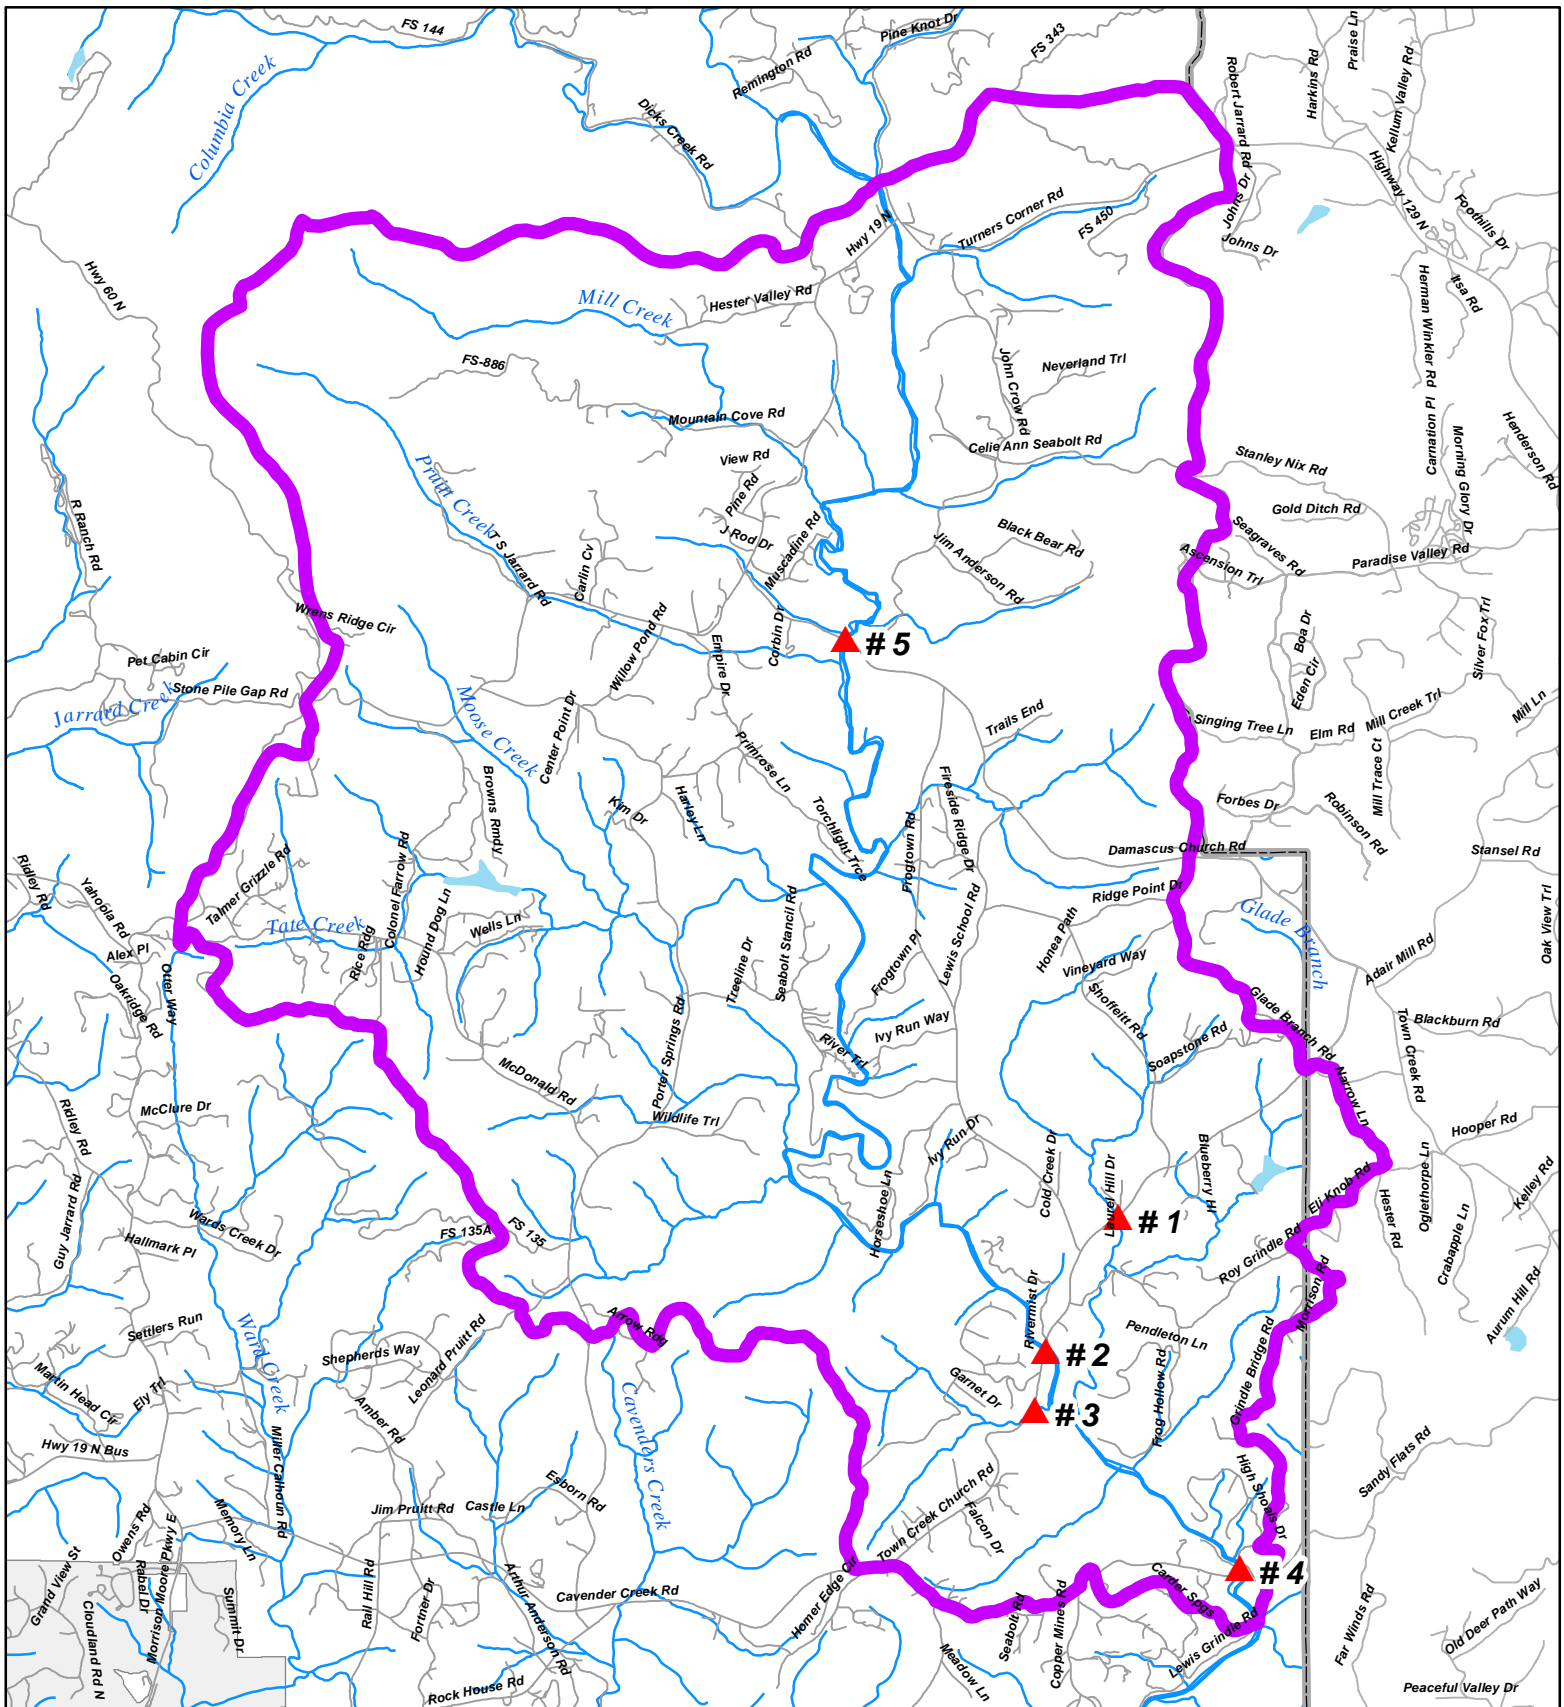 FS 144
Pine Knot Dr
FS 343
Praise Ln
Columbia Creek
Remington Rd
Robert Jarrard Rd
Harkins Rd
Kellum Valley Rd
Dicks Creek Rd
Highway 129 N
Johns Dr
Foothills Dr
Hwy 19 N
Turners Corner Rd
FS 450
Johns Dr
Hwy 60 N
Mill Creek
Hester Valley Rd
Herman Winkler Rd
Itsa Rd
FS-886
John Crow Rd
Neverland Trl
Mountain Cove Rd
Carnation Pl
Henderson Rd
Celie Ann Seabolt Rd
View Rd
Stanley Nix Rd
Morning Glory Dr
Pruitt Creek
Pine Rd
Gold Ditch Rd
R Ranch Rd
J Rod Dr
Muscadine Rd
Black Bear Rd
Seagraves Rd
T S Jarrard Rd
Carlin Cv
Jim Anderson Rd
Ascension Trl
Paradise Valley Rd
Wrens Ridge Cir
Willow Pond Rd
Corbin Dr
Empire Dr
# 5
Boa Dr
Silver Fox Trl
Pet Cabin Cir
Stone Pile Gap Rd
Jarrard Creek
Moose Creek
Eden Cir
Mill Creek Trl
Mill Ln
Center Point Dr
Trails End
Singing Tree Ln
Elm Rd
Primrose Ln
Mill Trace Ct
Browns Rmdy
Kim Dr
Harley Ln
Torchlight Trce
Fireside Ridge Dr
Frogtown Rd
Forbes Dr
Robinson Rd
Damascus Church Rd
Stansel Rd
Ridley Rd
Yahoola Rd
Talmer Grizzle Rd
Colonel Farrow Rd
Ridge Point Dr
Oak View Trl
Tate Creek
Hound Dog Ln
Wells Ln
Seabolt Stancil Rd
Lewis School Rd
Glade Branch
Alex Pl
Rice Rdg
Treeline Dr
Honea Path
Frogtown Pl
Vineyard Way
Adair Mill Rd
Oakridge Rd
Otter Way
Shoffeitt Rd
Glade Branch Rd
Town Creek Rd
Blackburn Rd
Ivy Run Way
River Trl
Soapstone Rd
Porter Springs Rd
McDonald Rd
Narrow Ln
McClure Dr
Wildlife Trl
Ridley Rd
Ivy Run Dr
Hooper Rd
Cold Creek Dr
Blueberry Hl
Laurel Hill Dr
Oglethorpe Ln
Kelley Rd
Guy Jarrard Rd
Eli Knob Rd
Horseshoe Ln
# 1
Hester Rd
Wards Creek Dr
FS 135A
FS 135
Hallmark Pl
Roy Grindle Rd
Crabapple Ln
Rivermist Dr
Morrison Rd
Aurum Hill Rd
Settlers Run
Ward Creek
Arrow Rdg
Pendleton Ln
Leonard Pruitt Rd
Shepherds Way
# 2
Grindle Bridge Rd
Martin Head Cir
Ely Trl
Garnet Dr
Frog Hollow Rd
Amber Rd
Cavenders Creek
# 3
Hwy 19 N Bus
Miller Calhoun Rd
Sandy Flats Rd
Esborn Rd
High Shoals Dr
Town Creek Church Rd
Jim Pruitt Rd
Castle Ln
Falcon Dr
Memory Ln
Owens Rd
Morrison Moore Pkwy E
Grand View St
Rabel Dr
Homer Edge Cir
# 4
Arthur Anderson Rd
Carder Spgs
Cavender Creek Rd
Rail Hill Rd
Fortner Dr
Summit Dr
Copper Mines Rd
Seabolt Rd
Cloudland Rd N
Lewis Grindle Rd
Far Winds Rd
Old Deer Path Way
Meadow Ln
Rock House Rd
Peaceful Valley Dr